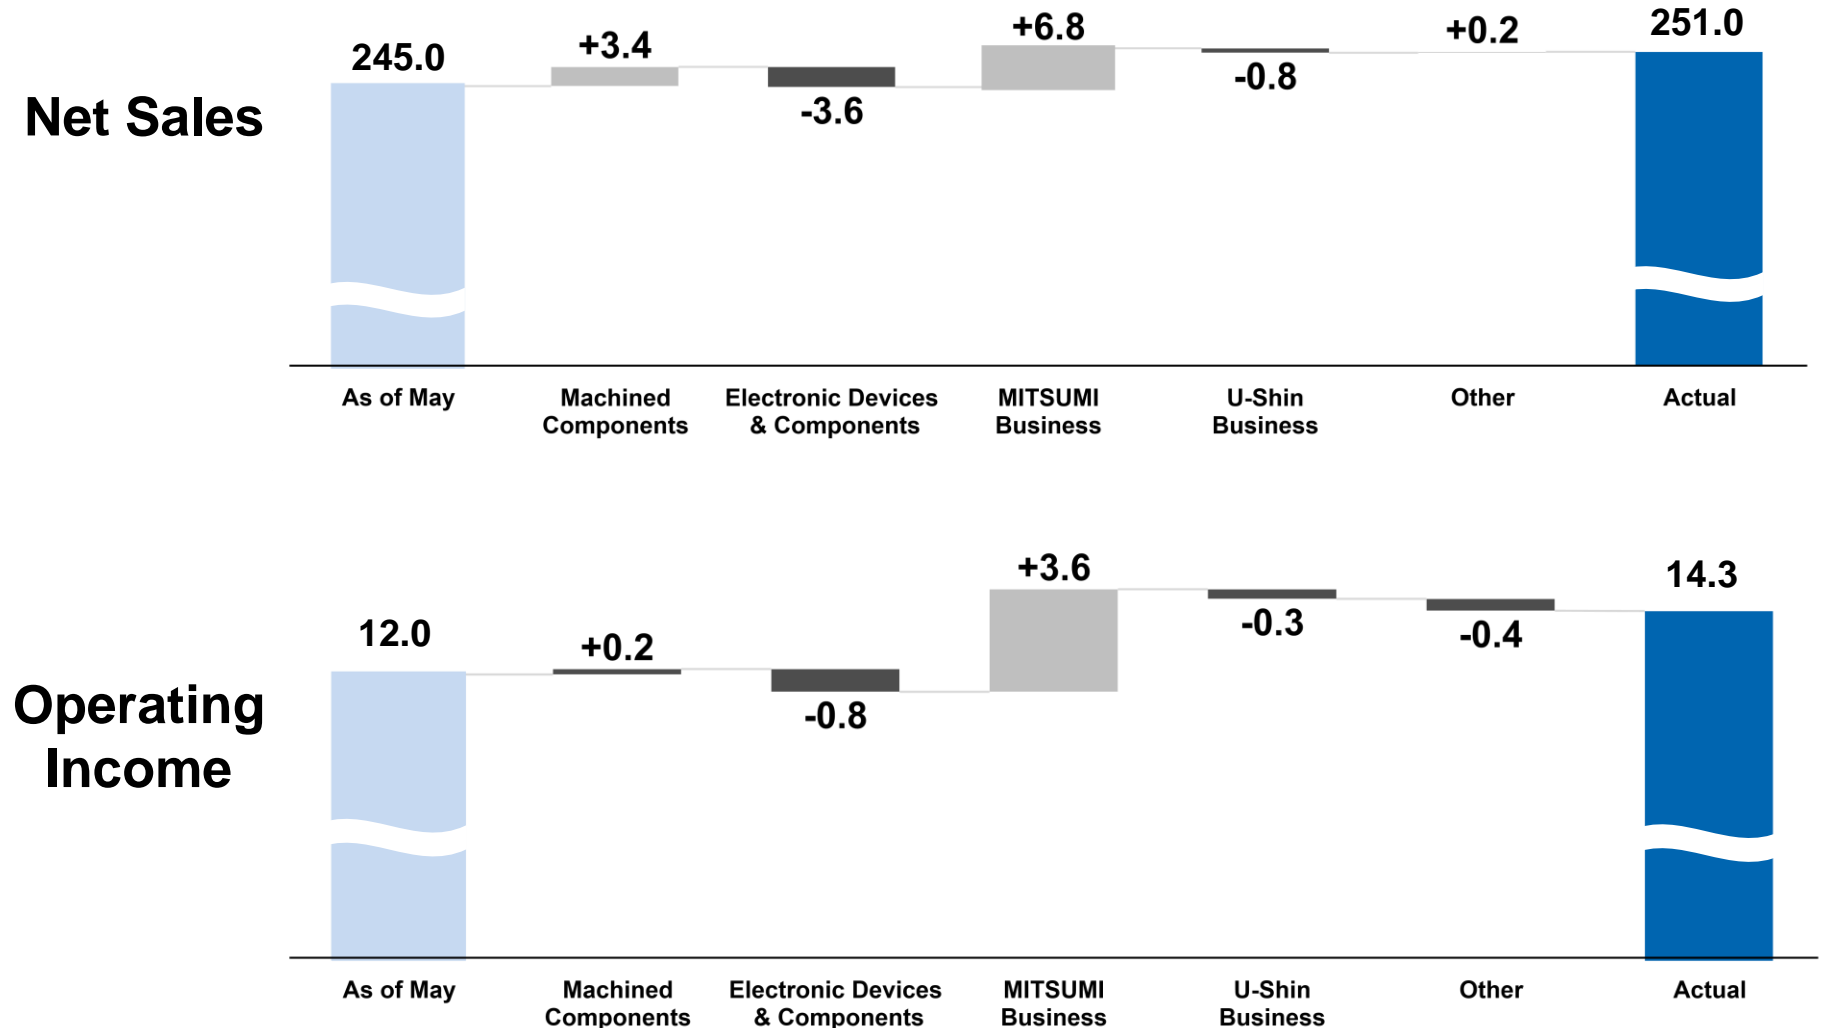 Net Sales
245.0
+3.4
-3.6
+6.8
-0.8
+0.2
251.0
As of May
Machined
Components
Electronic Devices
& Components
MITSUMI
Business
U-Shin
Business
Other
Actual
Operating
Income
12.0
+0.2
-0.8
+3.6
-0.3
-0.4
14.3
As of May
Machined
Components
Electronic Devices
& Components
MITSUMI
Business
U-Shin
Business
Other
Actual